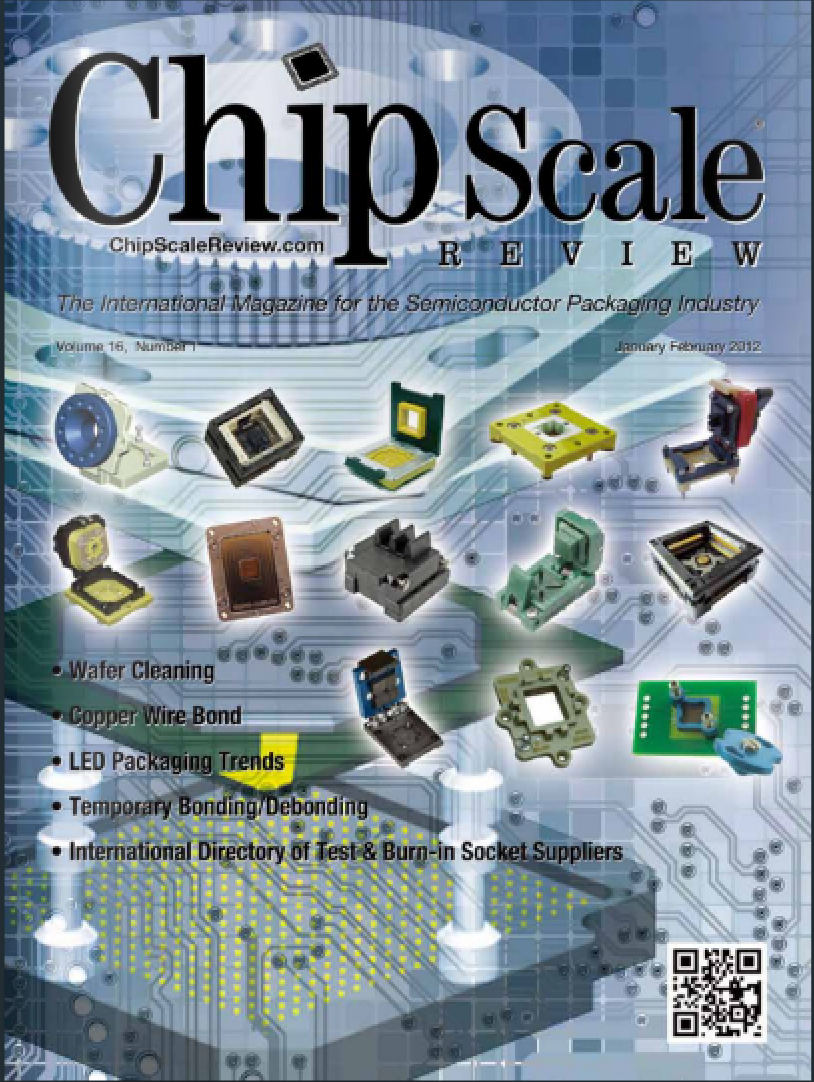 Chip Scale
ChipScaleReview.com
REVIEW
The International Magazine for the Semiconductor Packaging Industry
Volume 16, Number 1
January February 2012
• Wafer Cleaning
• Copper Wire Bond
• LED Packaging Trends
• Temporary Bonding/Debonding
• International Directory of Test & Burn-in Socket Suppliers